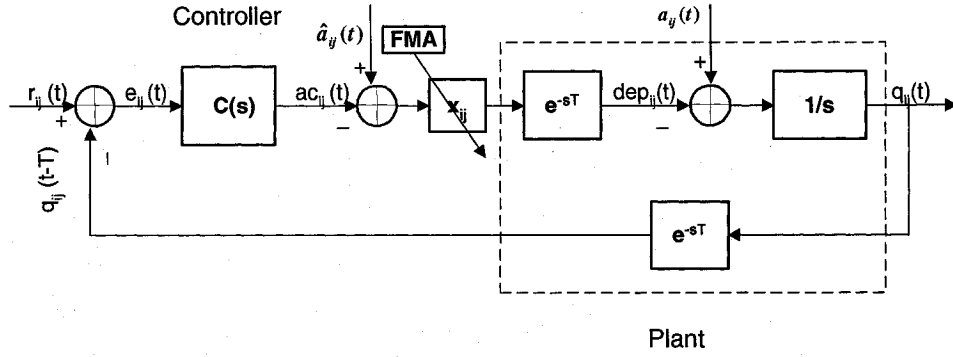 Controller
â_ij(t)
FMA
a_ij(t)
+
+
r_ij(t)
e_ij(t)
C(s)
ac_ij(t)
x_ij
e^-sT
dep_ij(t)
1/s
q_ij(t)
+
−
−
q_ij (t-T)
e^-sT
Plant